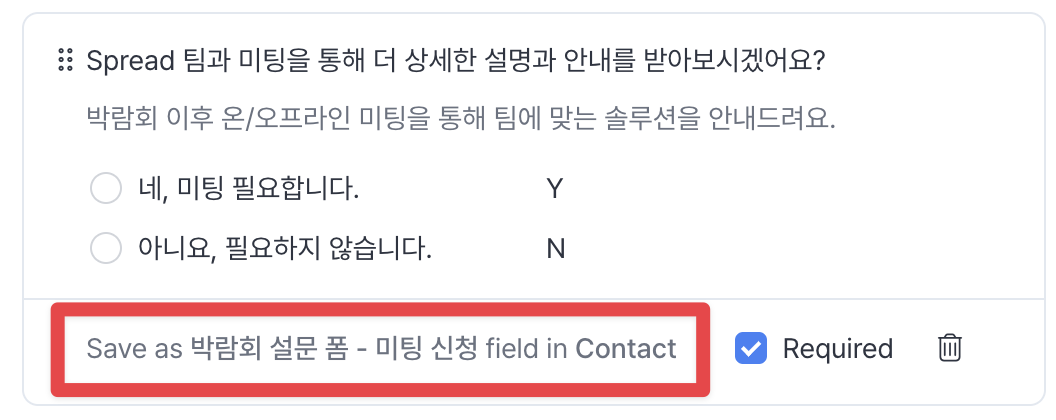 Spread 팀과 미팅을 통해 더 상세한 설명과 안내를 받아보시겠어요?
박람회 이후 온/오프라인 미팅을 통해 팀에 맞는 솔루션을 안내드려요.
네, 미팅 필요합니다. Y
아니요, 필요하지 않습니다. N
Save as 박람회 설문 폼 - 미팅 신청 field in Contact Required